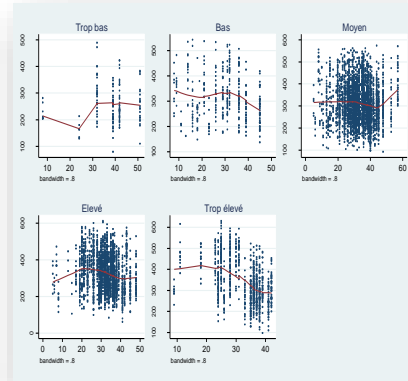 Trop bas
600
500
400
300
200
100
10 20 30 40 50
bandwidth = .8
Bas
500
400
300
200
100
10 20 30 40 50
bandwidth = .8
Moyen
600
500
400
300
200
100
0 20 40 60
bandwidth = .8
Elevé
600
400
200
0
0 10 20 30 40 50
bandwidth = .8
Trop élevé
600
500
400
300
200
100
10 20 30 40
bandwidth = .8